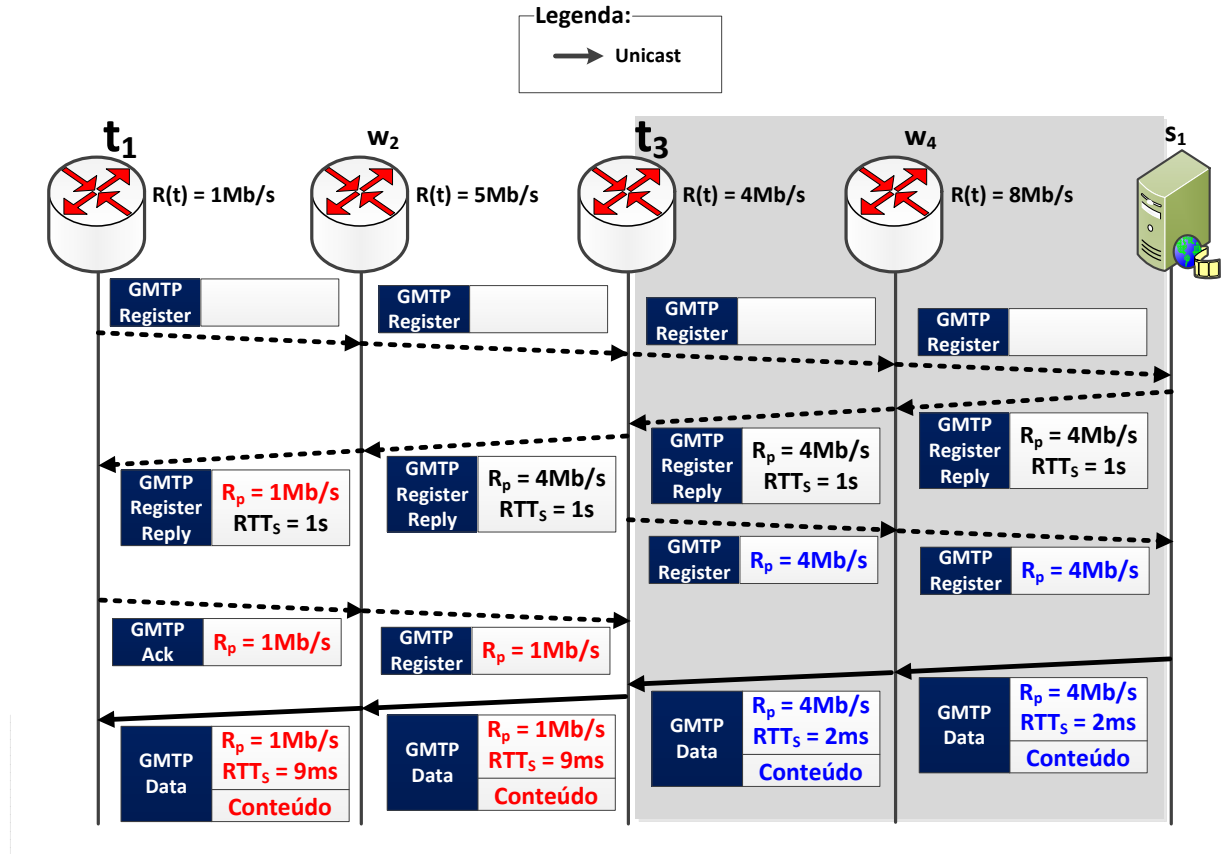 Legenda:
Unicast
t1
w2
t3
w4
s1
R(t) = 1Mb/s
R(t) = 5Mb/s
R(t) = 4Mb/s
R(t) = 8Mb/s
GMTP
Register
GMTP
Register
GMTP
Register
GMTP
Register
GMTP
Register
Reply
Rp = 1Mb/s
RTTS = 1s
GMTP
Register
Reply
Rp = 4Mb/s
RTTS = 1s
GMTP
Register
Reply
Rp = 4Mb/s
RTTS = 1s
GMTP
Register
Reply
Rp = 4Mb/s
RTTS = 1s
GMTP
Register
Rp = 4Mb/s
GMTP
Register
Rp = 4Mb/s
GMTP
Ack
Rp = 1Mb/s
GMTP
Register
Rp = 1Mb/s
GMTP
Data
Rp = 1Mb/s
RTTS = 9ms
Conteúdo
GMTP
Data
Rp = 1Mb/s
RTTS = 9ms
Conteúdo
GMTP
Data
Rp = 4Mb/s
RTTS = 2ms
Conteúdo
GMTP
Data
Rp = 4Mb/s
RTTS = 2ms
Conteúdo